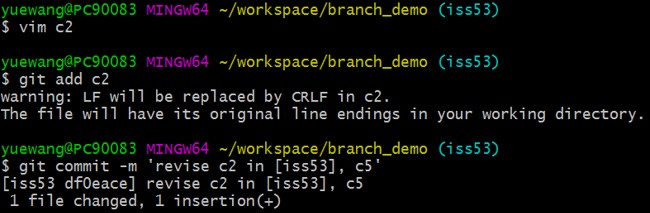 yuewang@PC90083 MINGW64 ~/workspace/branch_demo (iss53)
$ vim c2
yuewang@PC90083 MINGW64 ~/workspace/branch_demo (iss53)
$ git add c2
warning: LF will be replaced by CRLF in c2.
The file will have its original line endings in your working directory.
yuewang@PC90083 MINGW64 ~/workspace/branch_demo (iss53)
$ git commit -m 'revise c2 in [iss53], c5'
[iss53 df0eace] revise c2 in [iss53], c5
 1 file changed, 1 insertion(+)